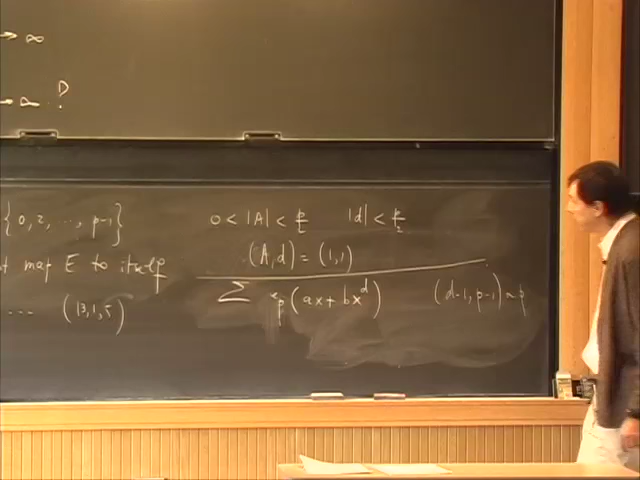 → ∞
→ ∞ ?
{0,2, ..., p-1} 0 < |A| < p/2 |d| < p/2
t map E to itself (A,d) = (1,1)
--- (13,1,5) ∑ e_p(ax+bx^d) (d-1,p-1) ~ p